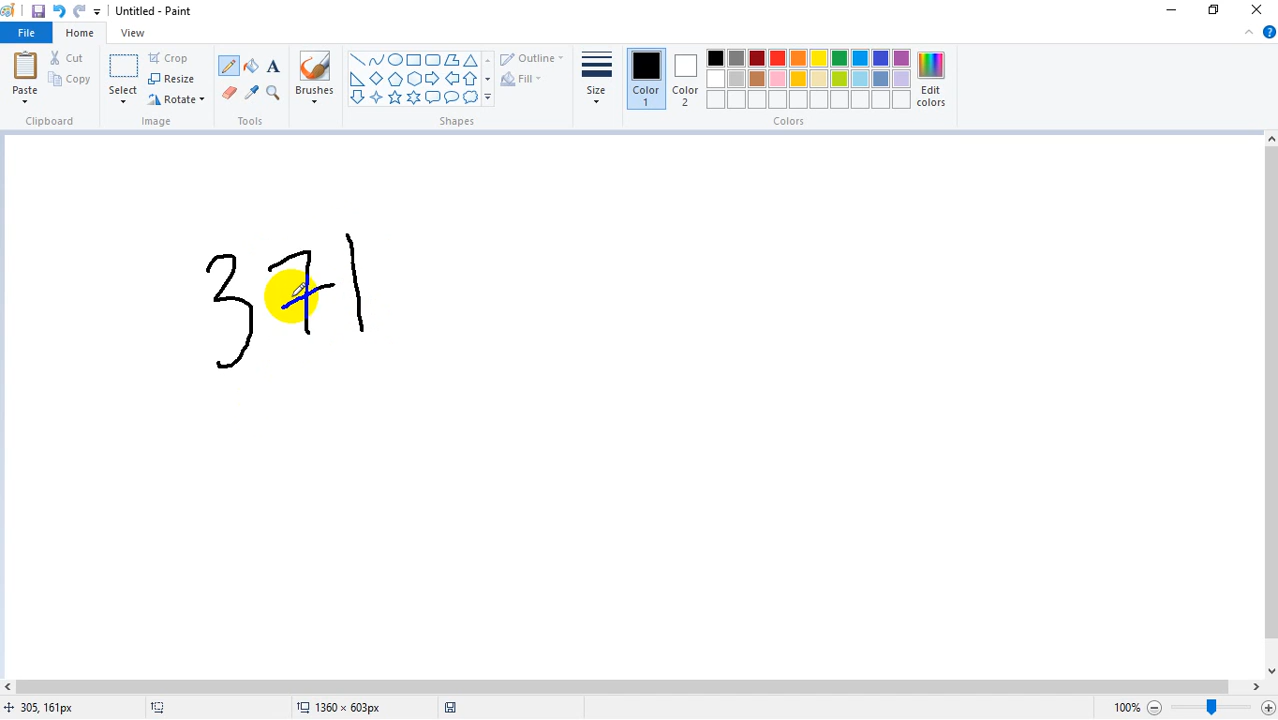 Untitled - Paint
File Home View
Paste
Cut
Copy
Clipboard
Select
Crop
Resize
Rotate
Image
A
Tools
Brushes
Outline
Fill
Shapes
Size
Color 1
Color 2
Edit colors
Colors
371
305, 161px
1360 × 603px
100%